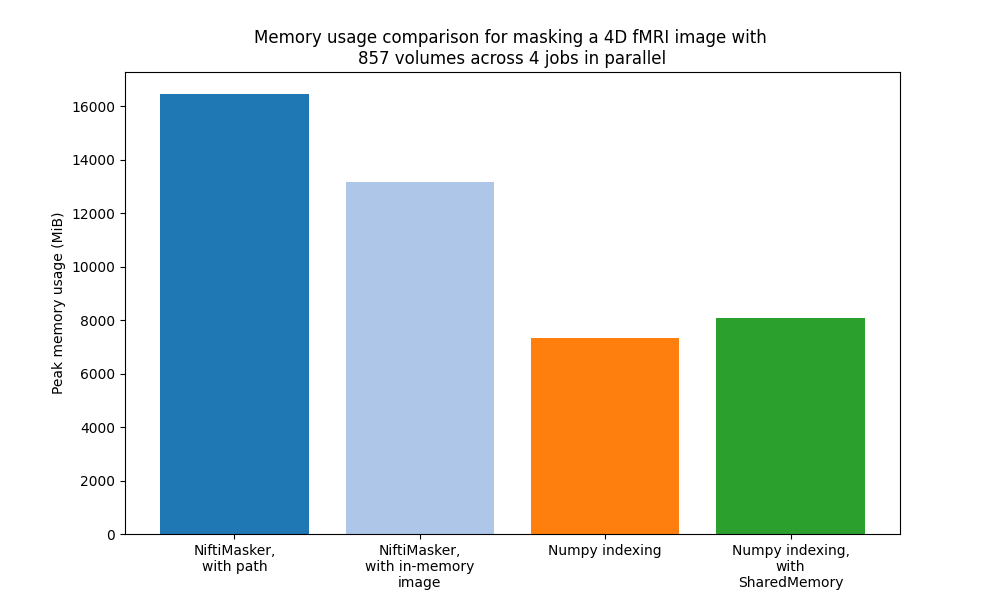 Memory usage comparison for masking a 4D fMRI image with
857 volumes across 4 jobs in parallel
Peak memory usage (MiB)
16000
14000
12000
10000
8000
6000
4000
2000
0
NiftiMasker,
with path
NiftiMasker,
with in-memory
image
Numpy indexing
Numpy indexing,
with
SharedMemory